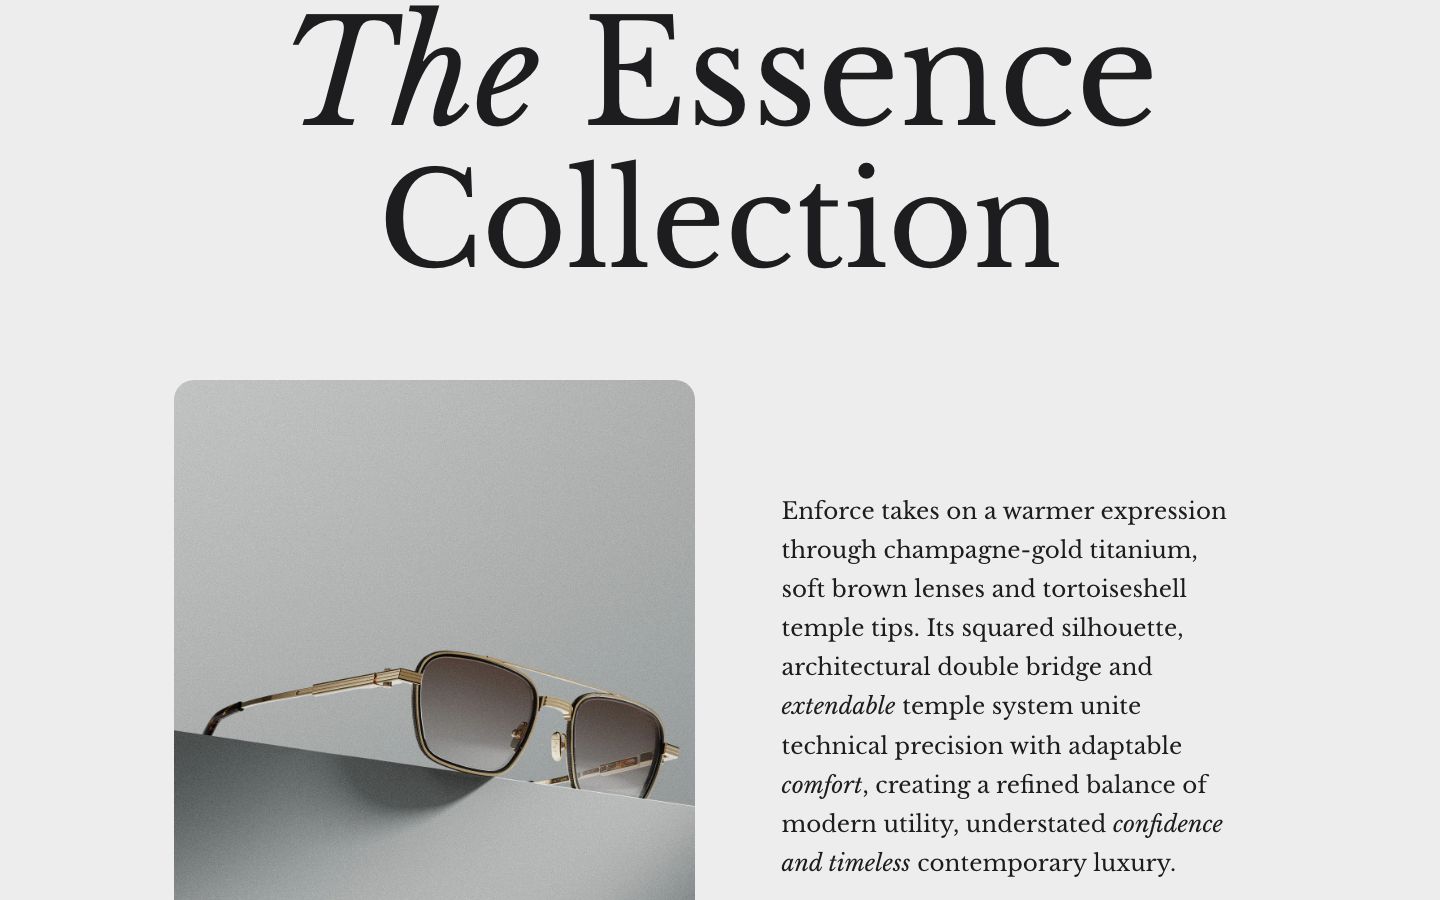 The Essence
Collection
Enforce takes on a warmer expression
through champagne-gold titanium,
soft brown lenses and tortoiseshell
temple tips. Its squared silhouette,
architectural double bridge and
extendable temple system unite
technical precision with adaptable
comfort, creating a refined balance of
modern utility, understated confidence
and timeless contemporary luxury.